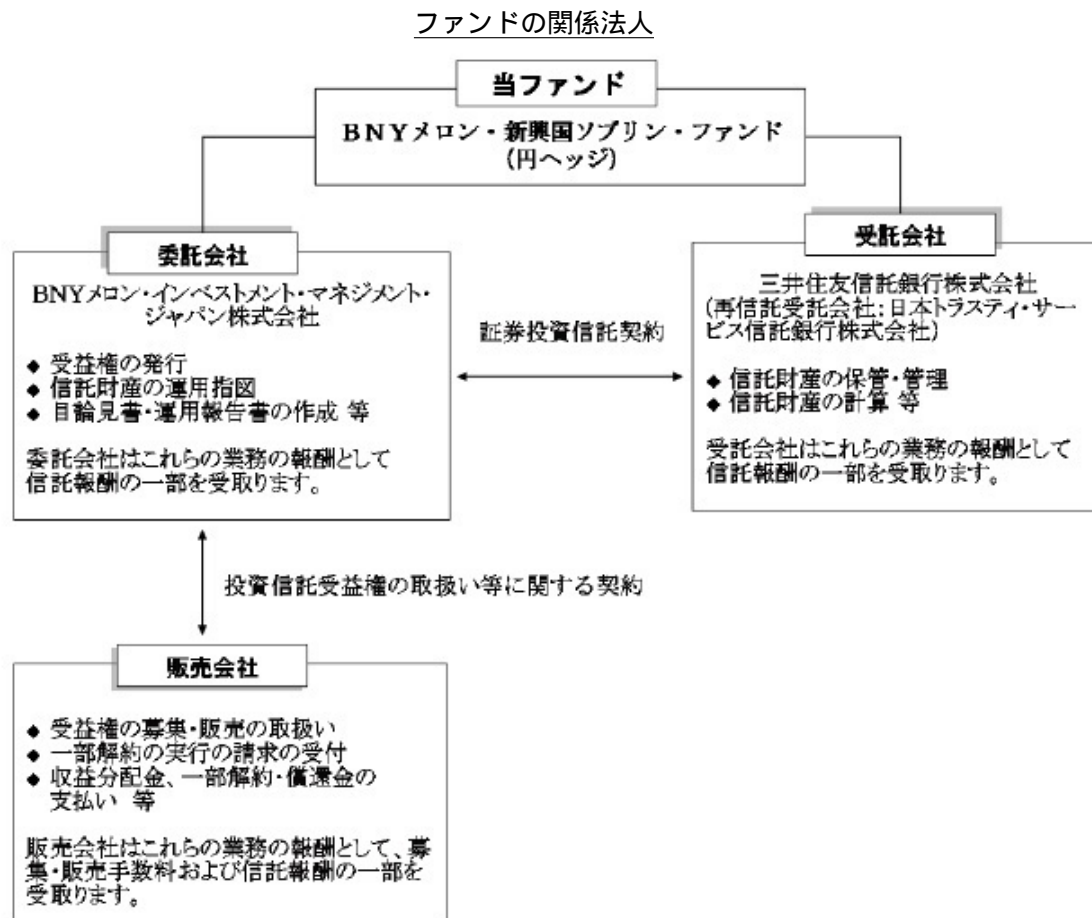 ファンドの関係法人
当ファンド
BNYメロン・新興国ソブリン・ファンド
(円ヘッジ)
委託会社
BNYメロン・インベストメント・マネジメント・
ジャパン株式会社
◆ 受益権の発行
◆ 信託財産の運用指図
◆ 目論見書・運用報告書の作成 等
委託会社はこれらの業務の報酬として
信託報酬の一部を受取ります。
証券投資信託契約
受託会社
三井住友信託銀行株式会社
(再信託受託会社:日本トラスティ・サー
ビス信託銀行株式会社)
◆ 信託財産の保管・管理
◆ 信託財産の計算 等
受託会社はこれらの業務の報酬として
信託報酬の一部を受取ります。
投資信託受益権の取扱い等に関する契約
販売会社
◆ 受益権の募集・販売の取扱い
◆ 一部解約の実行の請求の受付
◆ 収益分配金、一部解約・償還金の
支払い 等
販売会社はこれらの業務の報酬として、募
集・販売手数料および信託報酬の一部を
受取ります。